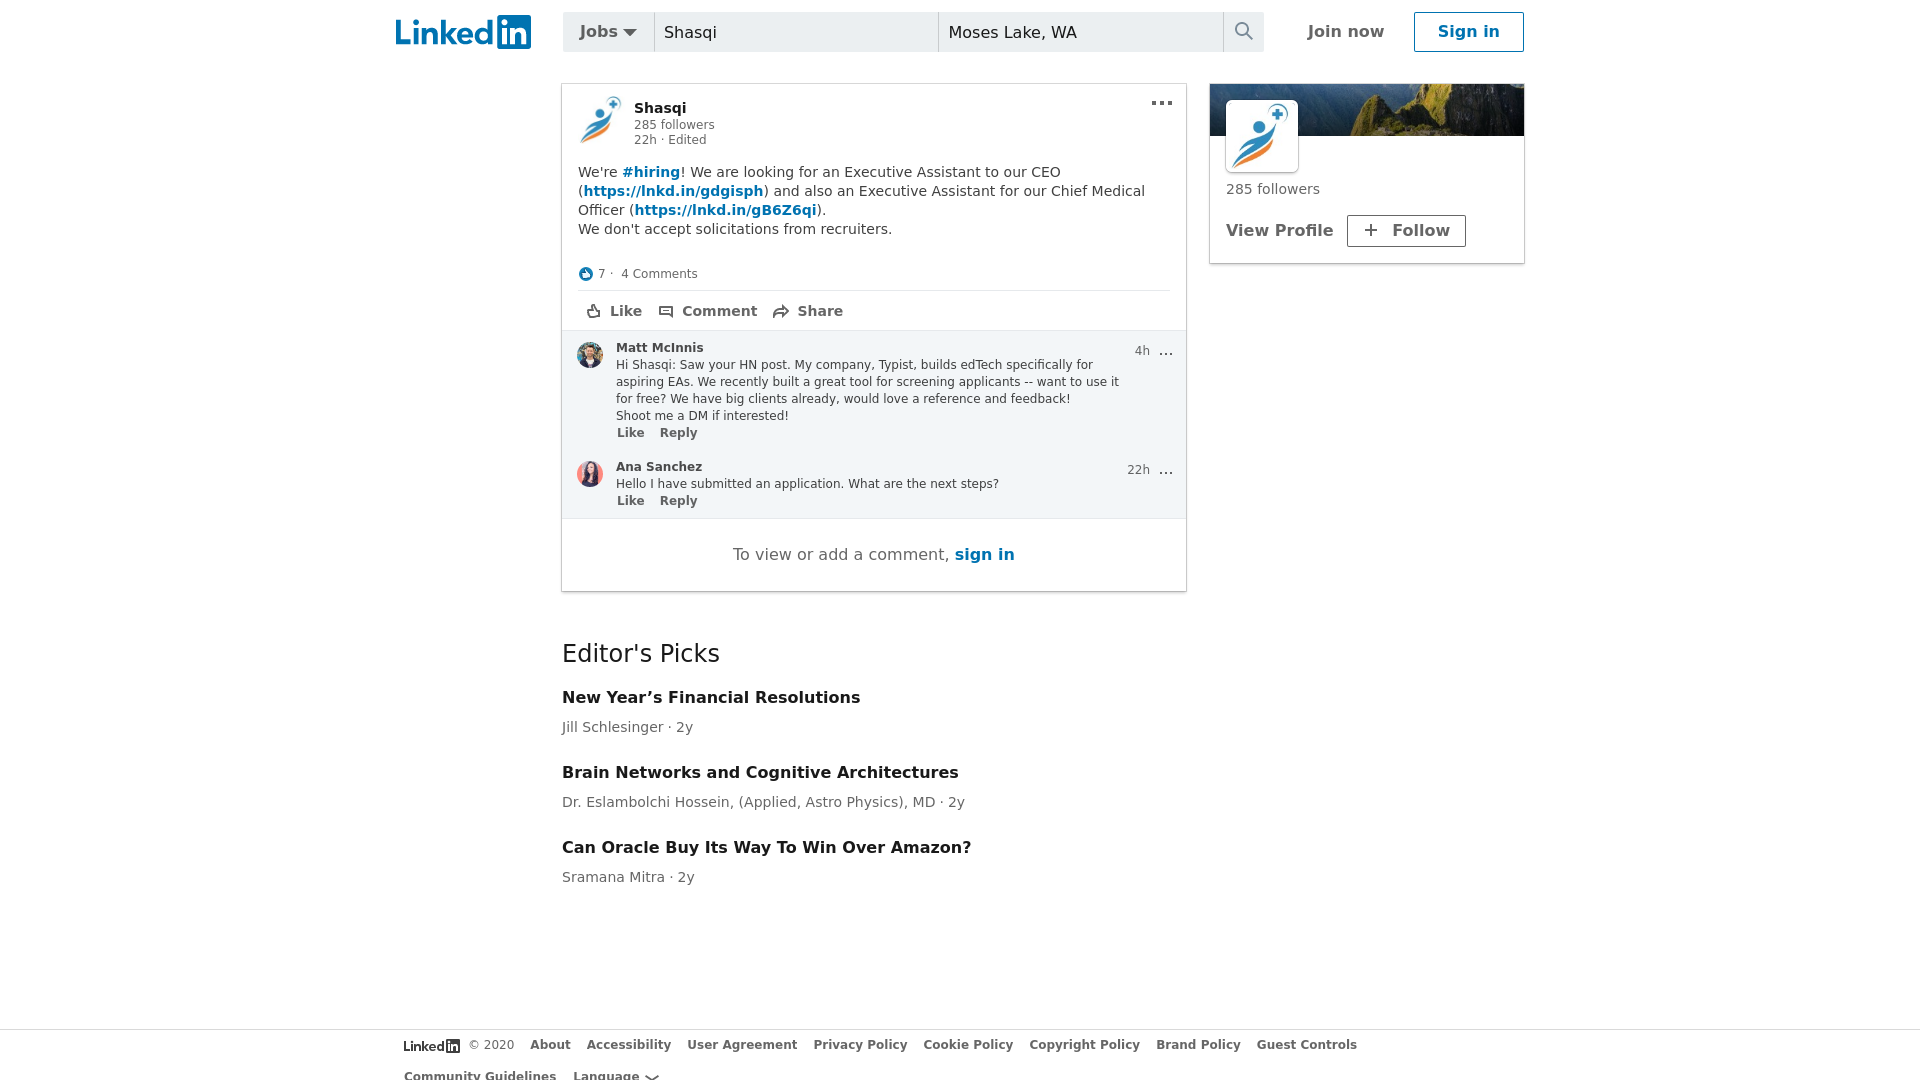 LinkedIn Jobs Shasqi Moses Lake, WA Join now Sign in
Shasqi
285 followers
22h · Edited
We're #hiring! We are looking for an Executive Assistant to our CEO
(https://lnkd.in/gdgisph) and also an Executive Assistant for our Chief Medical
Officer (https://lnkd.in/gB6Z6qi).
We don't accept solicitations from recruiters.
7 · 4 Comments
Like Comment Share
Matt McInnis 4h ...
Hi Shasqi: Saw your HN post. My company, Typist, builds edTech specifically for
aspiring EAs. We recently built a great tool for screening applicants -- want to use it
for free? We have big clients already, would love a reference and feedback!
Shoot me a DM if interested!
Like Reply
Ana Sanchez 22h ...
Hello I have submitted an application. What are the next steps?
Like Reply
To view or add a comment, sign in
285 followers
View Profile + Follow
Editor's Picks
New Year’s Financial Resolutions
Jill Schlesinger · 2y
Brain Networks and Cognitive Architectures
Dr. Eslambolchi Hossein, (Applied, Astro Physics), MD · 2y
Can Oracle Buy Its Way To Win Over Amazon?
Sramana Mitra · 2y
LinkedIn © 2020 About Accessibility User Agreement Privacy Policy Cookie Policy Copyright Policy Brand Policy Guest Controls
Community Guidelines Language